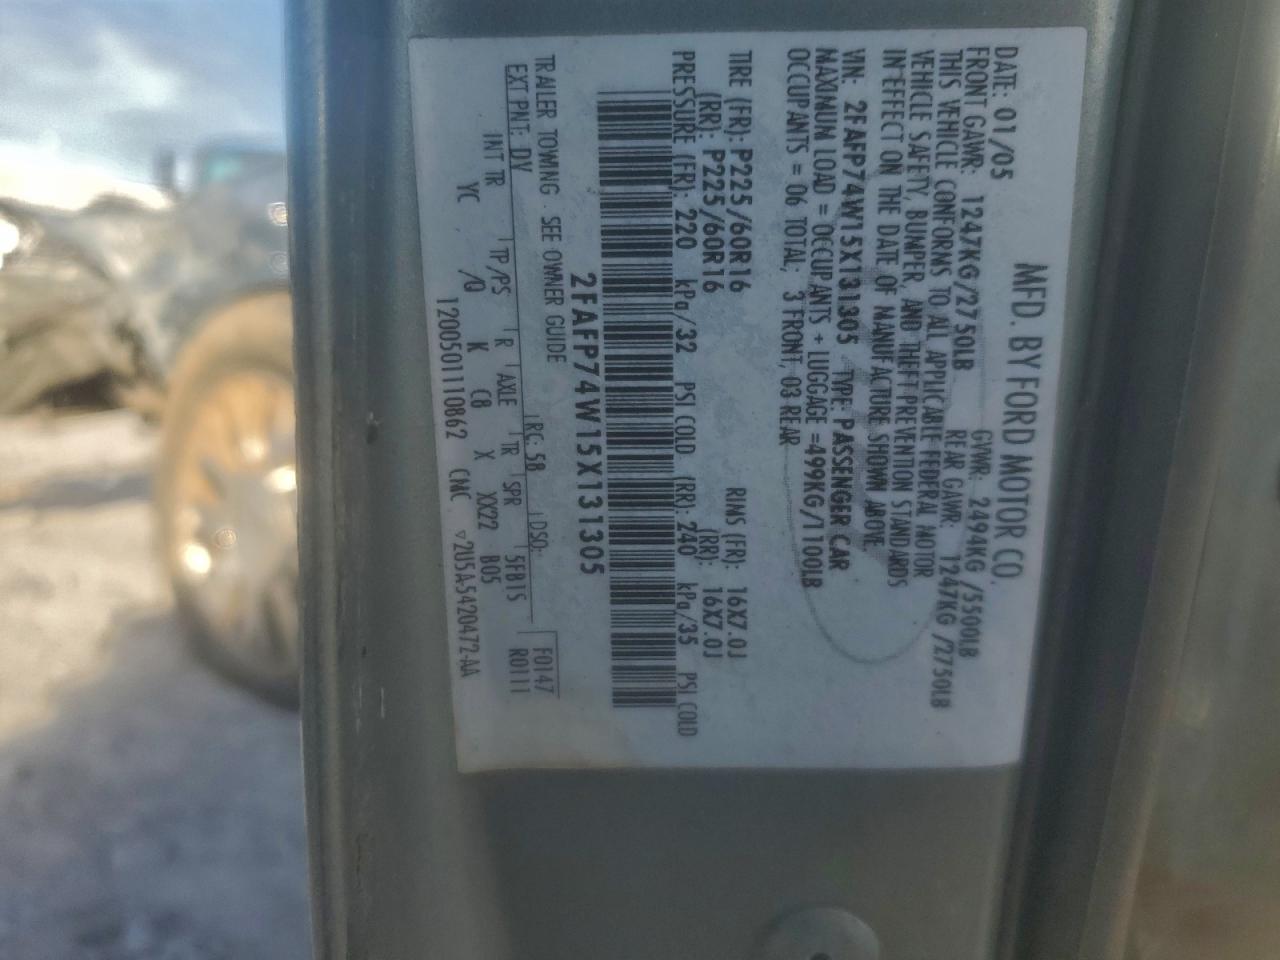 MFD. BY FORD MOTOR CO.
DATE: 01/05 GVWR: 2494KG /5500LB
FRONT GAWR: 1247KG/2750LB REAR GAWR: 1247KG /2750LB
THIS VEHICLE CONFORMS TO ALL APPLICABLE FEDERAL MOTOR
VEHICLE SAFETY, BUMPER, AND THEFT PREVENTION STANDARDS
IN EFFECT ON THE DATE OF MANUFACTURE SHOWN ABOVE.
VIN: 2FAFP74W15X131305 TYPE: PASSENGER CAR
MAXIMUM LOAD = OCCUPANTS + LUGGAGE =499KG/1100LB
OCCUPANTS = 06 TOTAL, 3 FRONT, 03 REAR
TIRE (FR): P225/60R16 RIMS (FR): 16X7.0J
(RR): P225/60R16 (RR): 16X7.0J
PRESSURE (FR): 220 kPa/32 PSI COLD (RR): 240 kPa/35 PSI COLD
2FAFP74W15X131305
TRAILER TOWING SEE OWNER GUIDE
F0147
EXT PNT: DV RC: 58 DSO: R0111
INT TR TP/PS R AXLE TR SPR 5FB15
YC /Q K C8 X XX22 B05
1200501110862 CMC ▽2U5A-5420472-AA